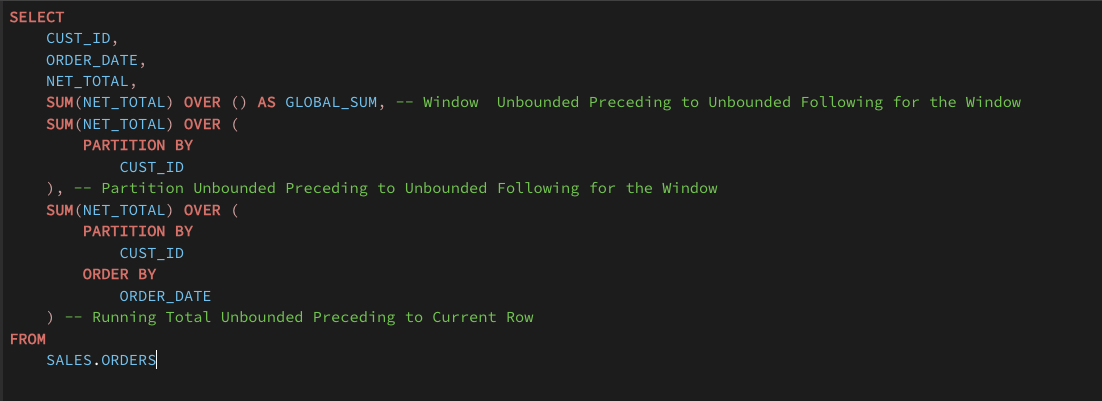 SELECT
CUST_ID,
ORDER_DATE,
NET_TOTAL,
SUM(NET_TOTAL) OVER () AS GLOBAL_SUM, -- Window  Unbounded Preceding to Unbounded Following for the Window
SUM(NET_TOTAL) OVER (
PARTITION BY
CUST_ID
), -- Partition Unbounded Preceding to Unbounded Following for the Window
SUM(NET_TOTAL) OVER (
PARTITION BY
CUST_ID
ORDER BY
ORDER_DATE
) -- Running Total Unbounded Preceding to Current Row
FROM
SALES.ORDERS